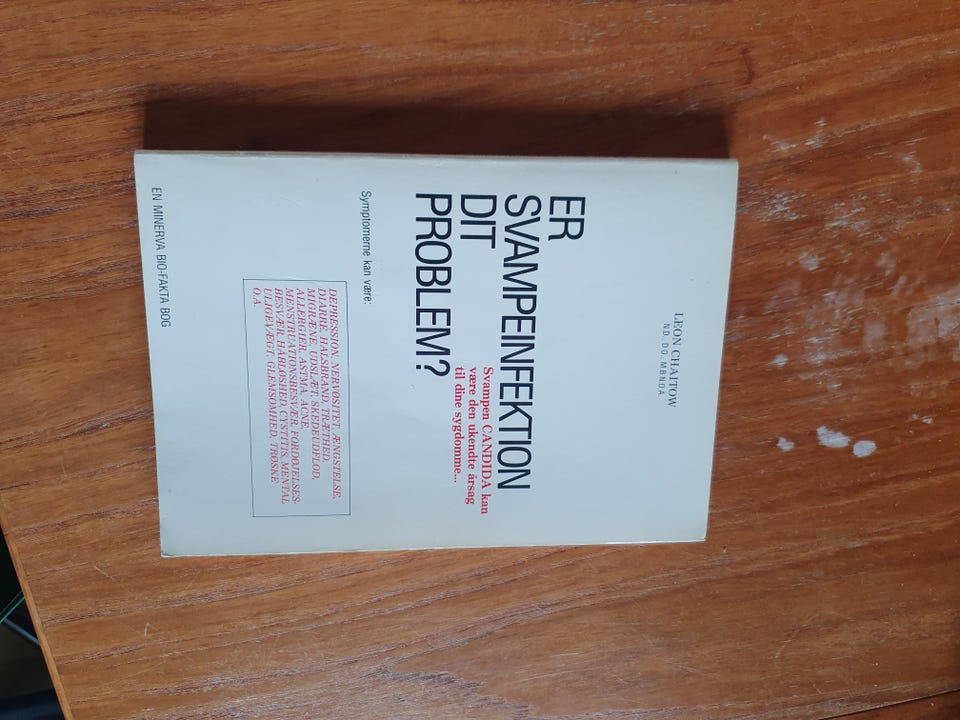 LEON CHAITOW
N.D., D.O., M.B.N.O.A
ER
SVAMPEINFEKTION
DIT
PROBLEM?
Svampen CANDIDA kan
være den ukendte årsag
til dine sygdomme...
Symptomerne kan være:
DEPRESSION, NERVØSITET, ÆNGSTELSE,
DIARRE, HALSBRAND, TRÆTHED,
MIGRÆNE, UDSLÆT, SKEDEUDFLOD,
ALLERGIER, ASTMA, ACNE,
MENSTRUATIONSBESVÆR, FORDØJELSES-
BESVÆR, HÅRLØSHED, CYSTITIS, MENTAL
ULIGEVÆGT, GLEMSOMHED, TRØSKE
O.A.
EN MINERVA BIO-FAKTA BOG